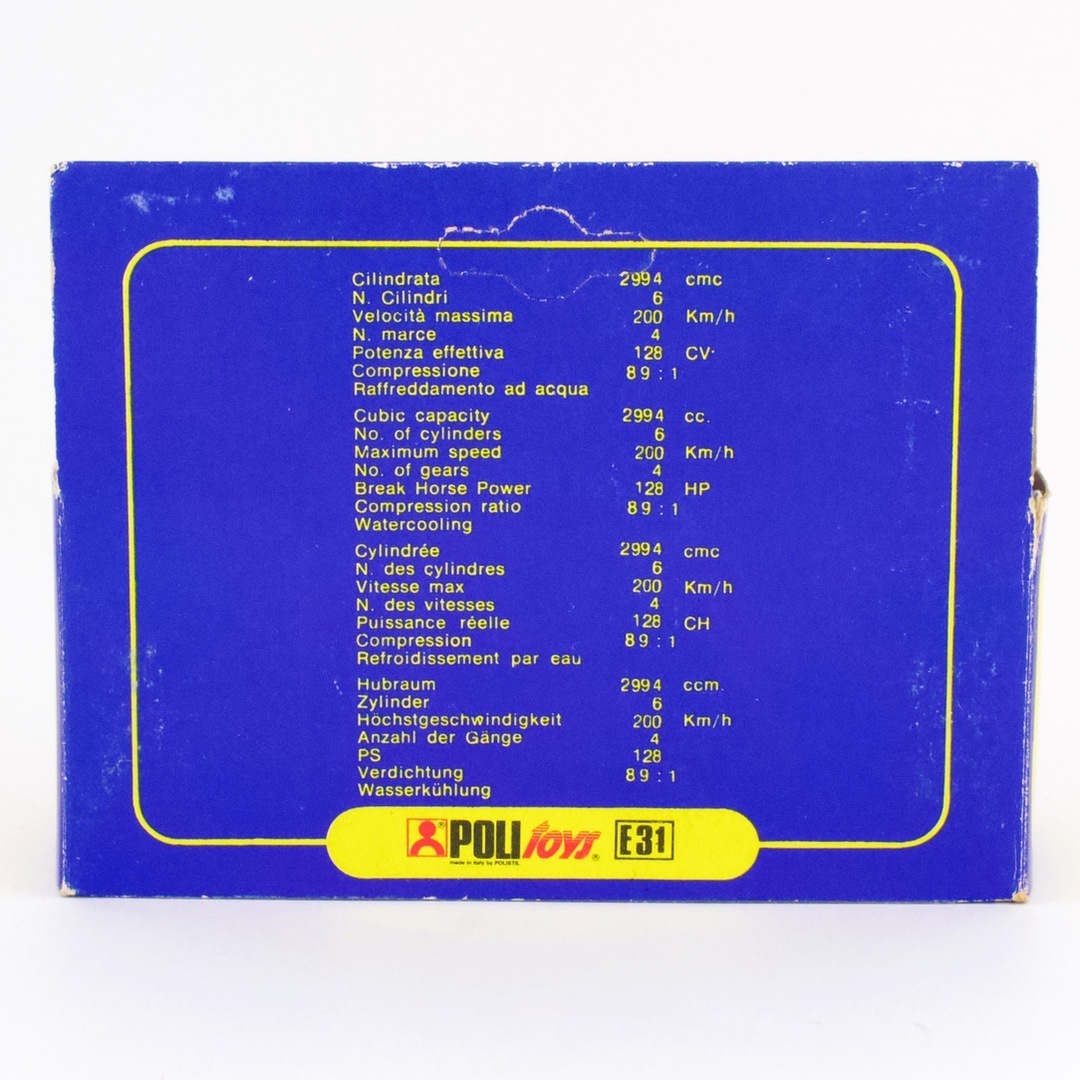 Cilindrata 2994 cmc
N. Cilindri 6
Velocità massima 200 Km/h
N. marce 4
Potenza effettiva 128 CV·
Compressione 89 : 1
Raffreddamento ad acqua
Cubic capacity 2994 cc.
No. of cylinders 6
Maximum speed 200 Km/h
No. of gears 4
Break Horse Power 128 HP
Compression ratio 89 : 1
Watercooling
Cylindrée 2994 cmc
N. des cylindres 6
Vitesse max 200 Km/h
N. des vitesses 4
Puissance réelle 128 CH
Compression 89 : 1
Refroidissement par eau
Hubraum 2994 ccm.
Zylinder 6
Höchstgeschwindigkeit 200 Km/h
Anzahl der Gänge 4
PS 128
Verdichtung 89 : 1
Wasserkühlung
® POLI TOYS ® E31
made in Italy by POLISTIL